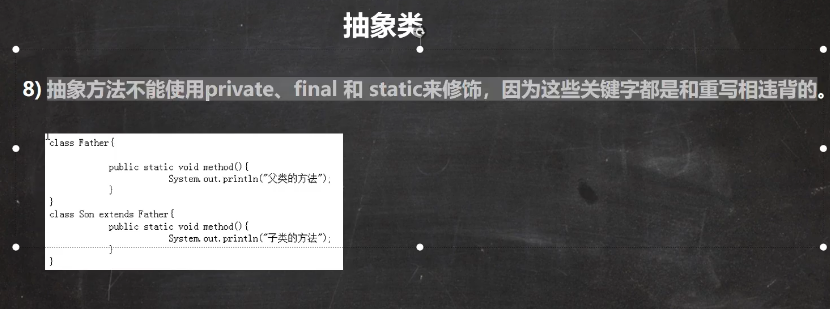 抽象类
8) 抽象方法不能使用private、final 和 static来修饰，因为这些关键字都是和重写相违背的。
class Father{
public static void method(){
System.out.println("父类的方法");
}
}
class Son extends Father{
public static void method(){
System.out.println("子类的方法");
}
}